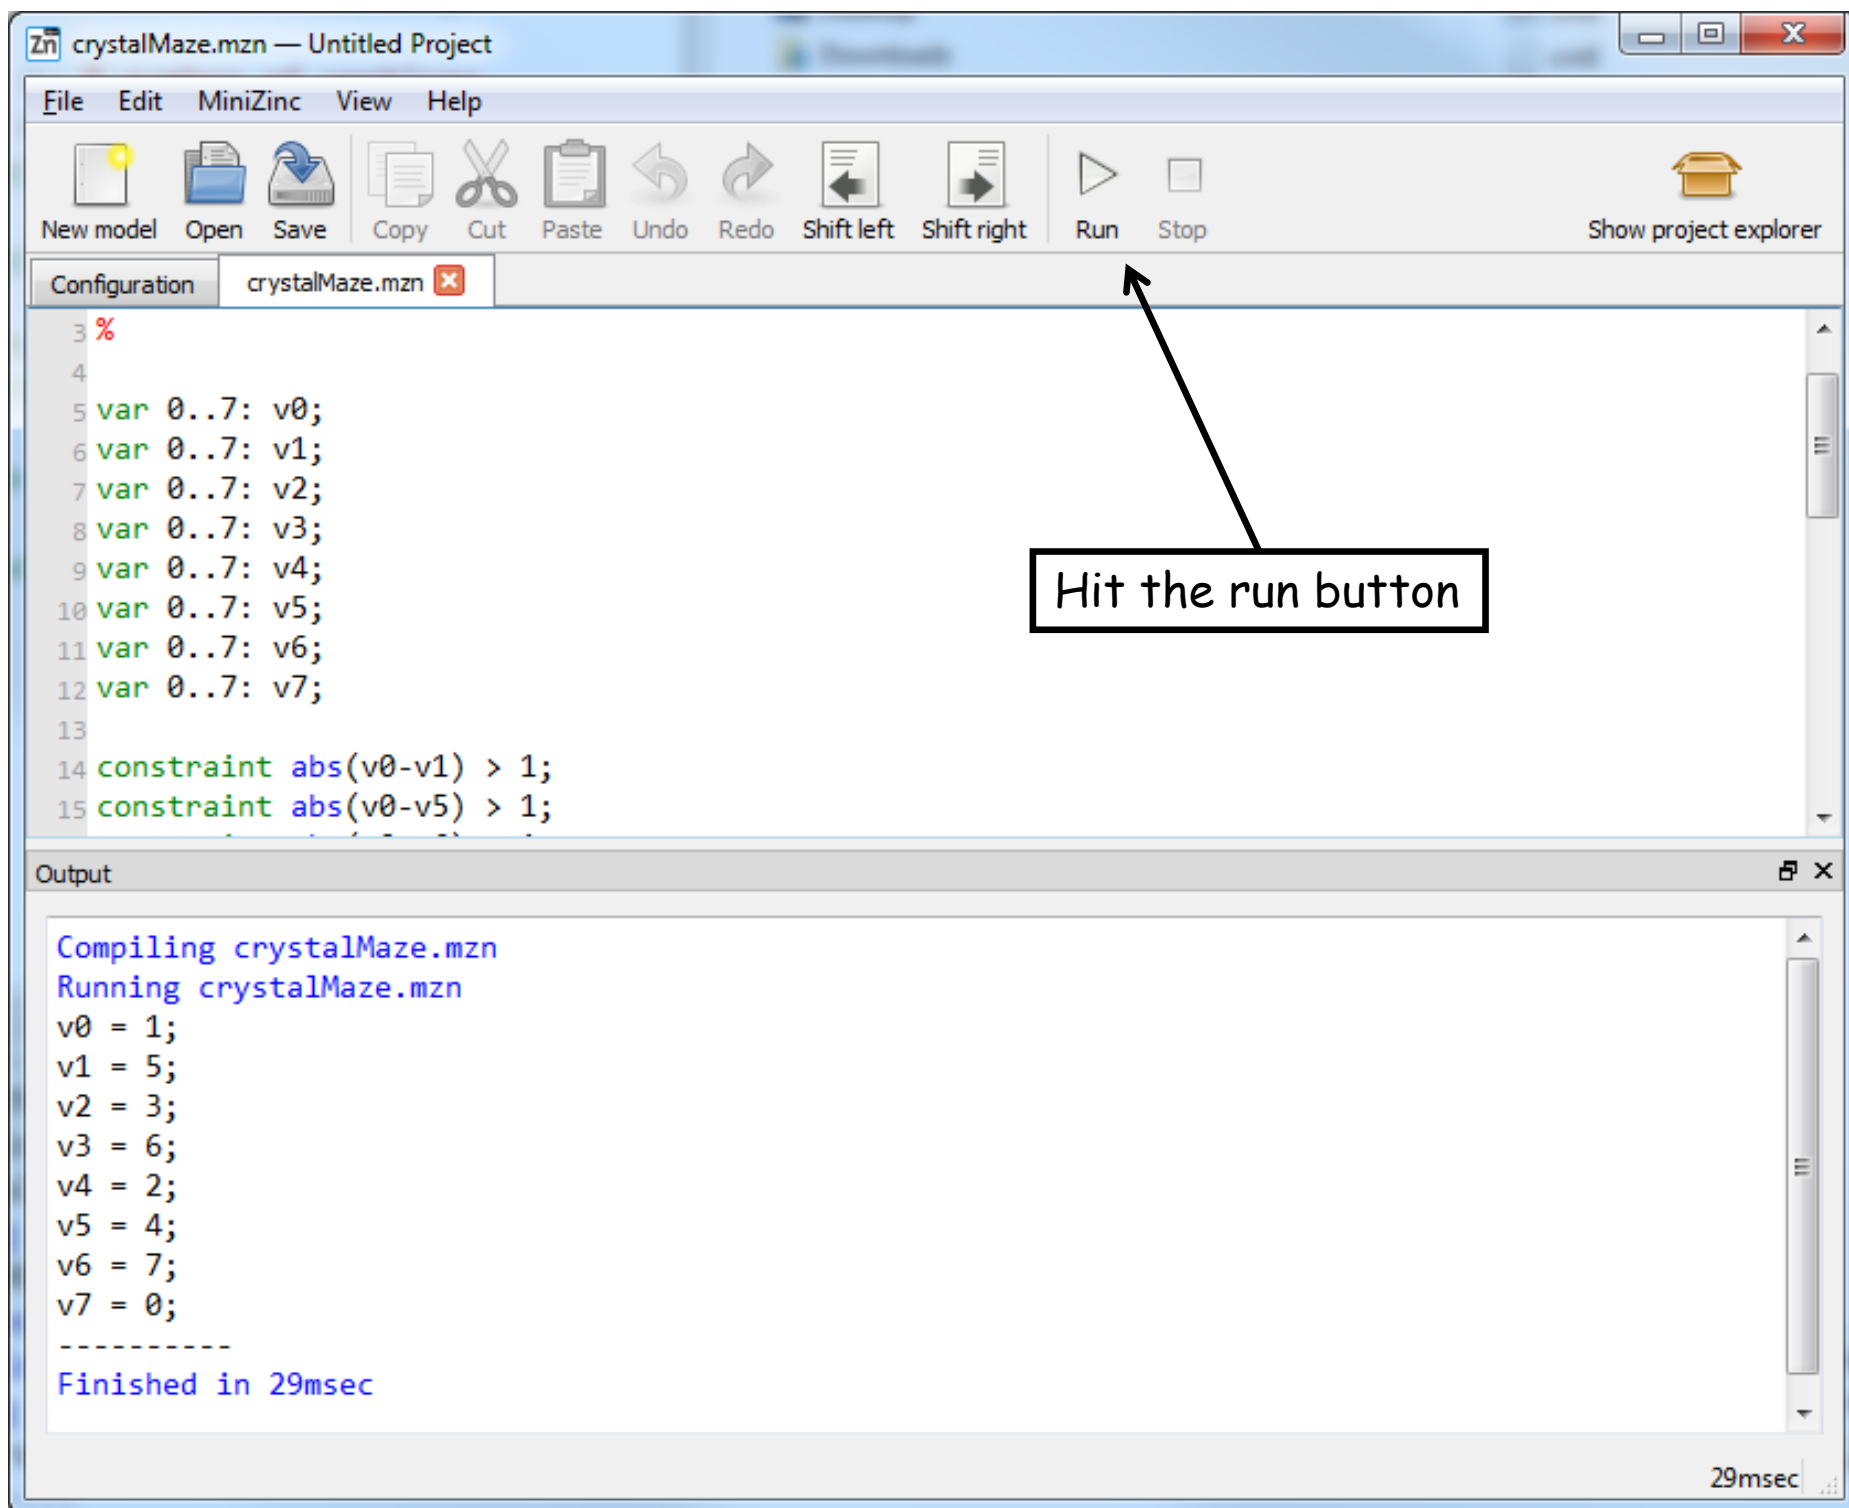 Zn crystalMaze.mzn — Untitled Project
File Edit MiniZinc View Help
New model Open Save Copy Cut Paste Undo Redo Shift left Shift right Run Stop Show project explorer
Configuration crystalMaze.mzn
3 %
4
5 var 0..7: v0;
6 var 0..7: v1;
7 var 0..7: v2;
8 var 0..7: v3;
9 var 0..7: v4;
10 var 0..7: v5;
11 var 0..7: v6;
12 var 0..7: v7;
13
14 constraint abs(v0-v1) > 1;
15 constraint abs(v0-v5) > 1;
Hit the run button
Output
Compiling crystalMaze.mzn
Running crystalMaze.mzn
v0 = 1;
v1 = 5;
v2 = 3;
v3 = 6;
v4 = 2;
v5 = 4;
v6 = 7;
v7 = 0;
----------
Finished in 29msec
29msec